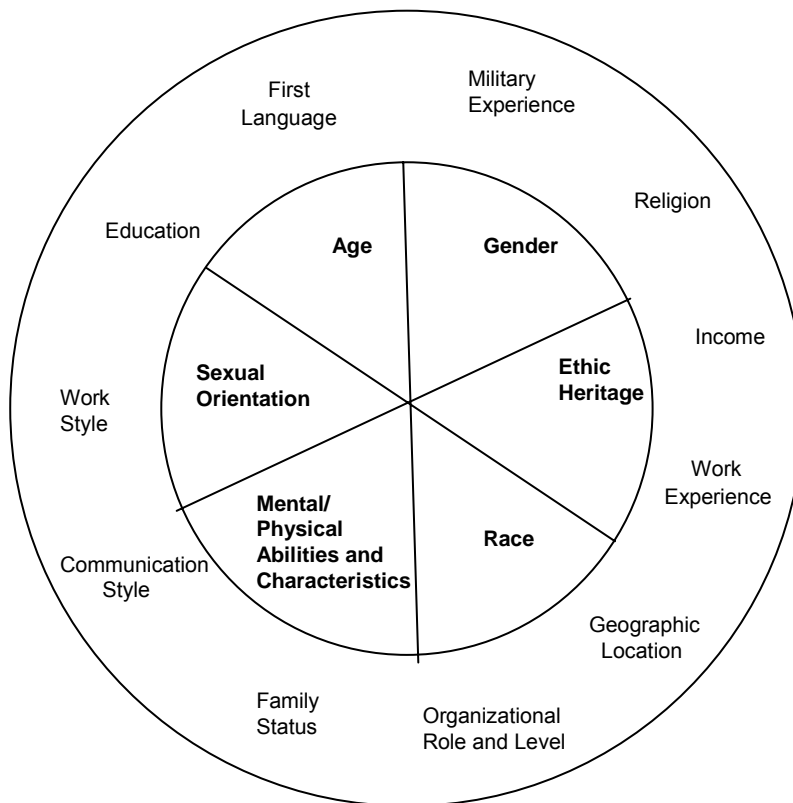 First
Language
Military
Experience
Religion
Income
Work
Experience
Geographic
Location
Organizational
Role and Level
Family
Status
Communication
Style
Work
Style
Education
Age
Gender
Ethic
Heritage
Race
Mental/
Physical
Abilities and
Characteristics
Sexual
Orientation